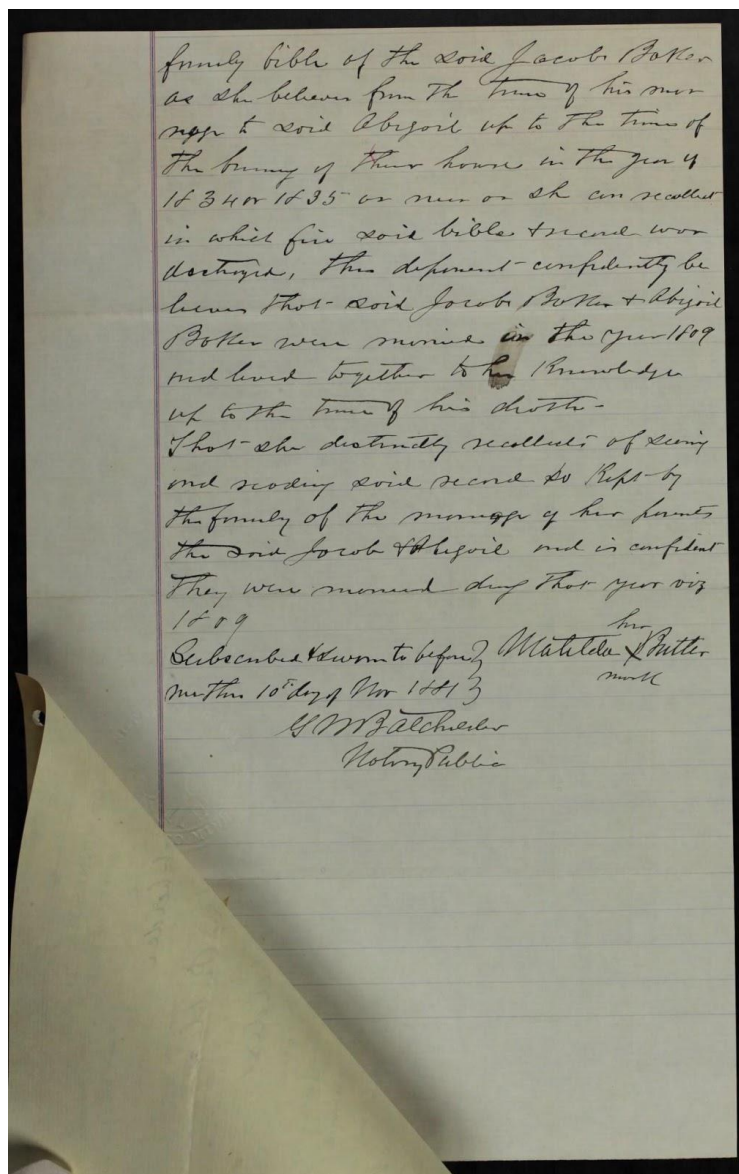 family bible of the said Jacob Baker
as she believes from the time of his mar
riage to said Abigail up to the time of
the burning of their house in the year of
1834 or 1835 as near as she can recollect
in which fire said bible & record was
destroyed, this deponent confidently be
lieves that said Jacob Baker & Abigail
Baker were married in the year 1809
and lived together to her Knowledge
up to the time of his death -
That she distinctly recollects of seeing
and reading said record so Kept by
the family of the marriage of her parents
the said Jacob & Abigail and is confident
they were married dug that year viz
1809
her
Subscribed & sworn to before } Matilda X Butler
mark
me this 10th day of Nov 1881 }
G W Batchelder
Notary Public